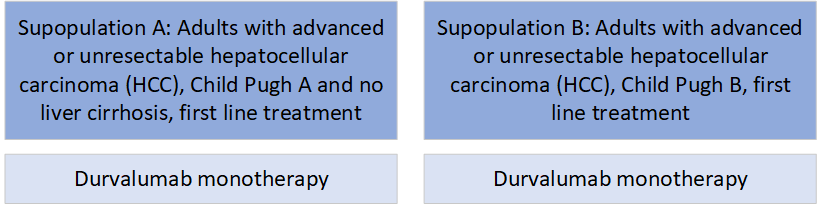 Supopulation A: Adults with advanced
or unresectable hepatocellular
carcinoma (HCC), Child Pugh A and no
liver cirrhosis, first line treatment
Durvalumab monotherapy
Supopulation B: Adults with advanced
or unresectable hepatocellular
carcinoma (HCC), Child Pugh B, first
line treatment
Durvalumab monotherapy